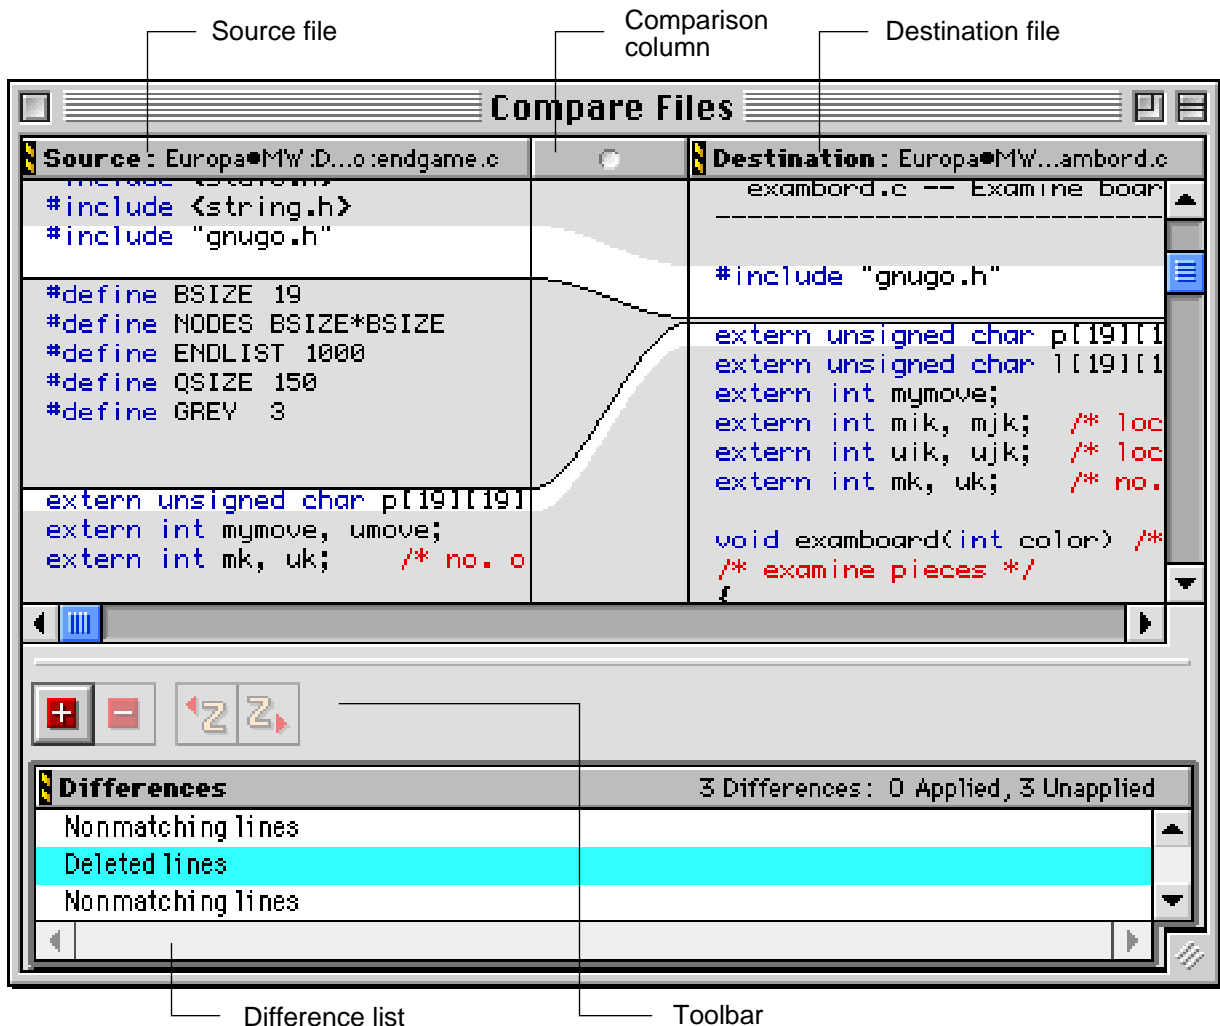 Source file
Comparison
column
Destination file
Compare Files
Source: Europa●MW:D...o:endgame.c
#include <string.h>
#include "gnugo.h"
#define BSIZE 19
#define NODES BSIZE*BSIZE
#define ENDLIST 1000
#define QSIZE 150
#define GREY  3
extern unsigned char p[19][19]
extern int mymove, umove;
extern int mk, uk;    /* no. o
Destination: Europa●MW...ambord.c
exambord.c -- Examine boar
-----------------------------
#include "gnugo.h"
extern unsigned char p[19][1
extern unsigned char l[19][1
extern int mymove;
extern int mik, mjk;  /* loc
extern int uik, ujk;  /* loc
extern int mk, uk;    /* no.
void examboard(int color) /*
/* examine pieces */
{
Differences
3 Differences: 0 Applied, 3 Unapplied
Nonmatching lines
Deleted lines
Nonmatching lines
Difference list
Toolbar